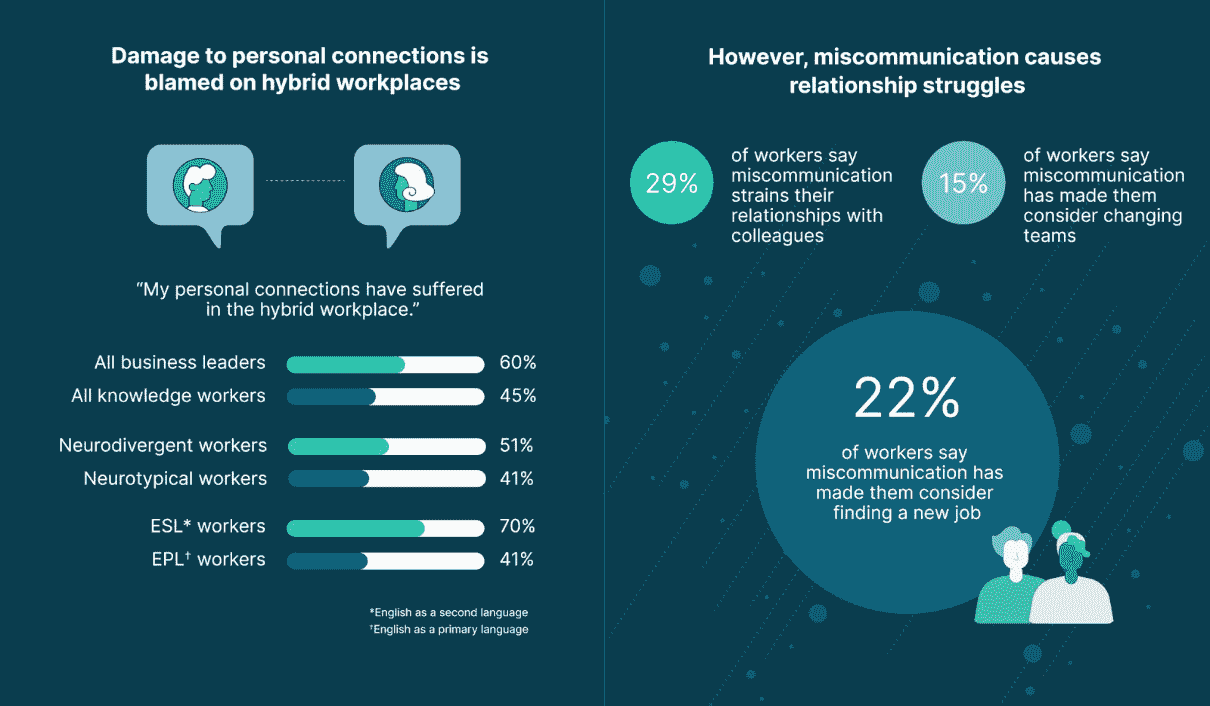 Damage to personal connections is
blamed on hybrid workplaces
“My personal connections have suffered
in the hybrid workplace.”
All business leaders 60%
All knowledge workers 45%
Neurodivergent workers 51%
Neurotypical workers 41%
ESL* workers 70%
EPL† workers 41%
*English as a second language
†English as a primary language
However, miscommunication causes
relationship struggles
29%
of workers say
miscommunication
strains their
relationships with
colleagues
15%
of workers say
miscommunication
has made them
consider changing
teams
22%
of workers say
miscommunication has
made them consider
finding a new job